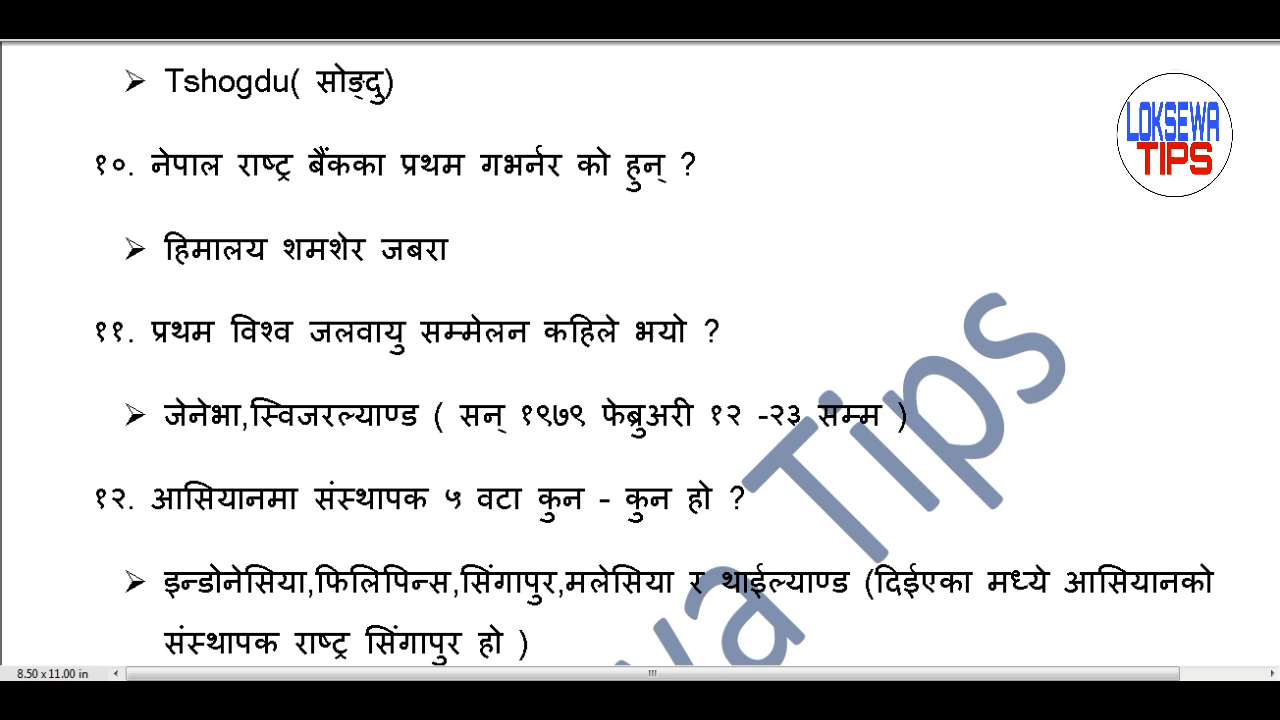 Tshogdu( सोङ्दु)
LOKSEWA
TIPS
१०. नेपाल राष्ट्र बैंकका प्रथम गभर्नर को हुन् ?
हिमालय शमशेर जबरा
११. प्रथम विश्व जलवायु सम्मेलन कहिले भयो ?
जेनेभा,स्विजरल्याण्ड ( सन् १९७९ फेब्रुअरी १२ -२३ सम्म )
१२. आसियानमा संस्थापक ५ वटा कुन - कुन हो ?
इन्डोनेसिया,फिलिपिन्स,सिंगापुर,मलेसिया र थाईल्याण्ड (दिईएका मध्ये आसियानको
संस्थापक राष्ट्र सिंगापुर हो )
wa Tips
8.50 x 11.00 in